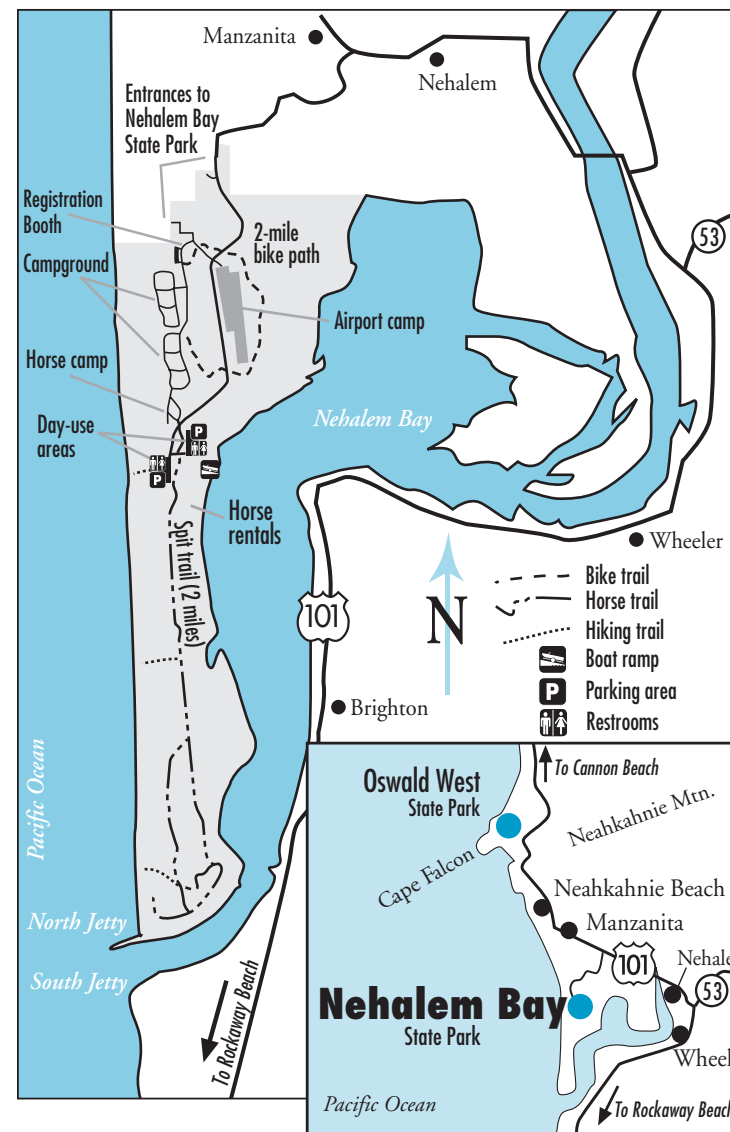 Manzanita
Nehalem
Entrances to
Nehalem Bay
State Park
Registration
Booth
2-mile
bike path
53
Campground
Airport camp
Horse camp
Nehalem Bay
Day-use
areas
P
P
Horse
rentals
Spit trail (2 miles)
Wheeler
101
N
Bike trail
Horse trail
Hiking trail
Boat ramp
P
Parking area
Restrooms
Brighton
Pacific Ocean
North Jetty
South Jetty
To Rockaway Beach
To Cannon Beach
Oswald West
State Park
Neahkahnie Mtn.
Cape Falcon
Neahkahnie Beach
Manzanita
101
Nehale
53
Nehalem Bay
State Park
Wheel
Pacific Ocean
To Rockaway Beach